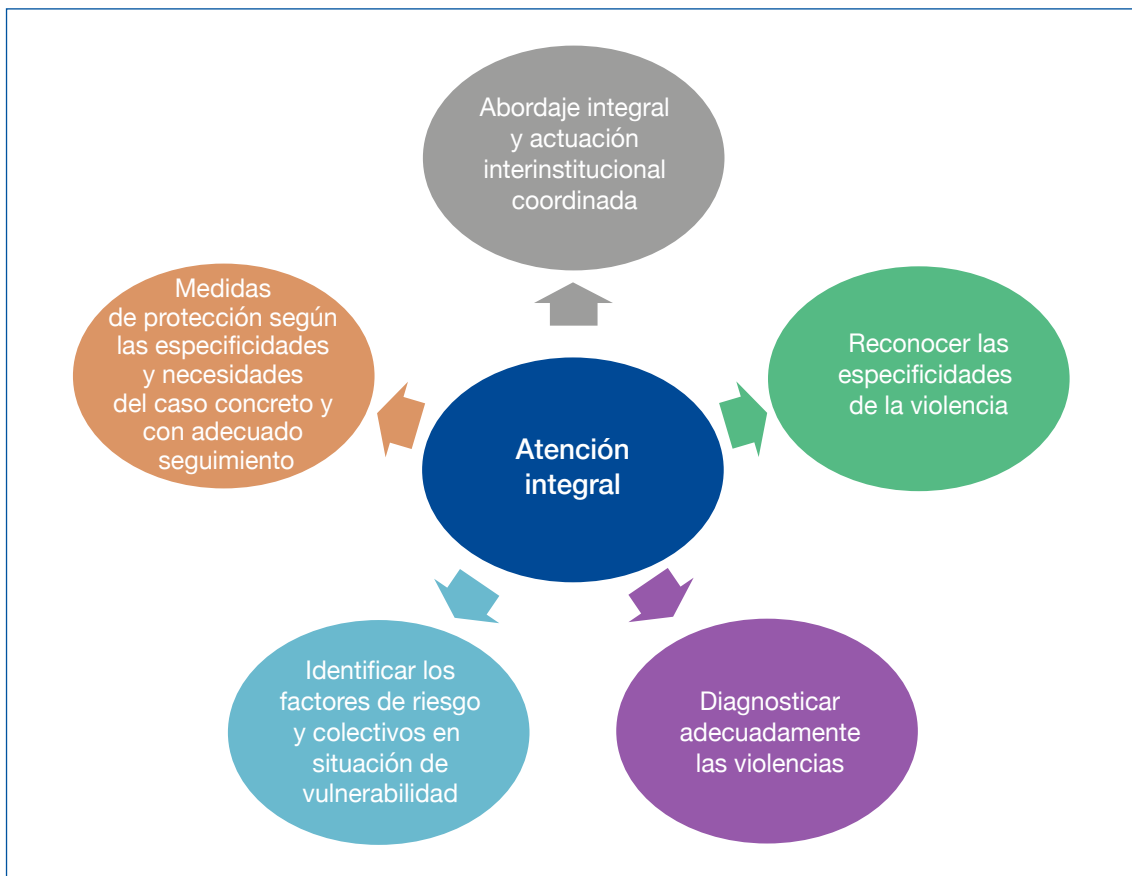 Abordaje integral
y actuación
interinstitucional
coordinada
Medidas
de protección según
las especificidades
y necesidades
del caso concreto y
con adecuado
seguimiento
Reconocer las
especificidades
de la violencia
Atención
integral
Identificar los
factores de riesgo
y colectivos en
situación de
vulnerabilidad
Diagnosticar
adecuadamente
las violencias